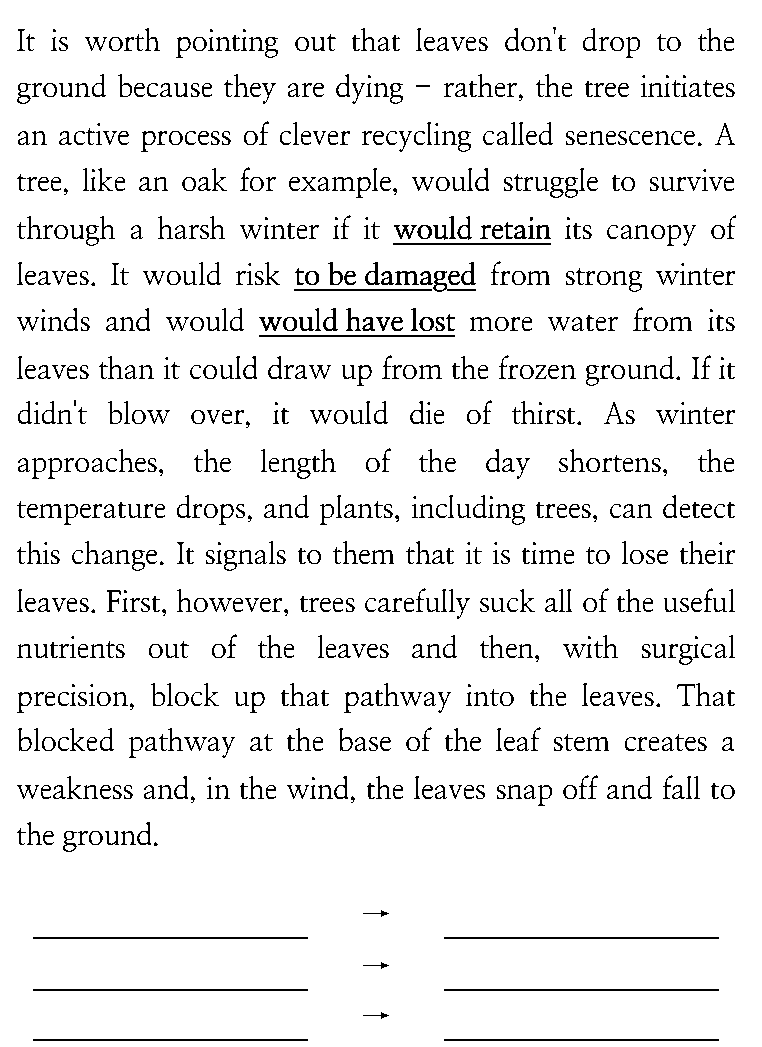 It is worth pointing out that leaves don't drop to the
ground because they are dying – rather, the tree initiates
an active process of clever recycling called senescence. A
tree, like an oak for example, would struggle to survive
through a harsh winter if it would retain its canopy of
leaves. It would risk to be damaged from strong winter
winds and would would have lost more water from its
leaves than it could draw up from the frozen ground. If it
didn't blow over, it would die of thirst. As winter
approaches, the length of the day shortens, the
temperature drops, and plants, including trees, can detect
this change. It signals to them that it is time to lose their
leaves. First, however, trees carefully suck all of the useful
nutrients out of the leaves and then, with surgical
precision, block up that pathway into the leaves. That
blocked pathway at the base of the leaf stem creates a
weakness and, in the wind, the leaves snap off and fall to
the ground.
→
→
→